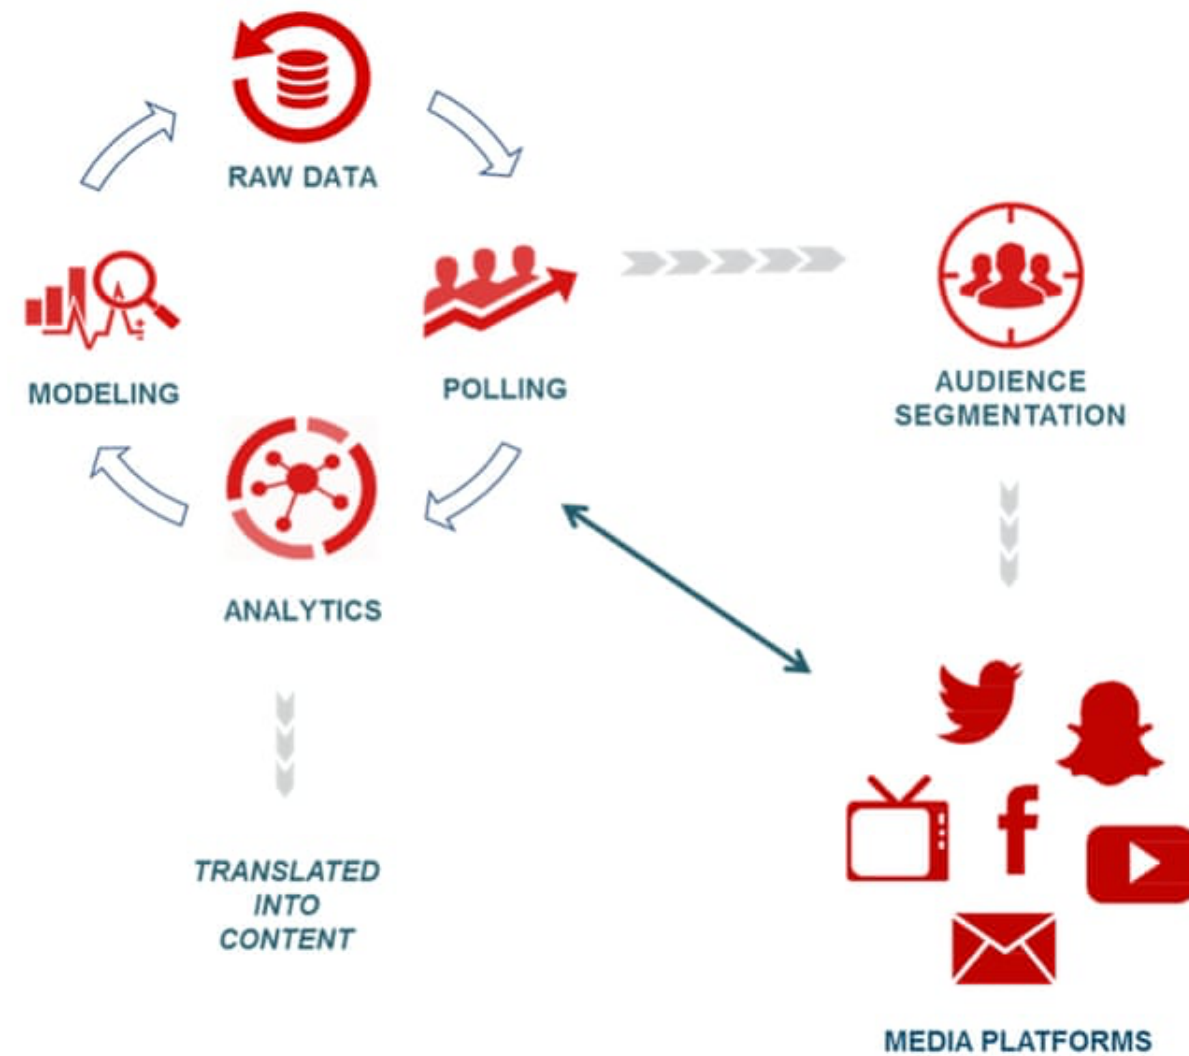 RAW DATA
MODELING
POLLING
AUDIENCE
SEGMENTATION
ANALYTICS
TRANSLATED
INTO
CONTENT
MEDIA PLATFORMS